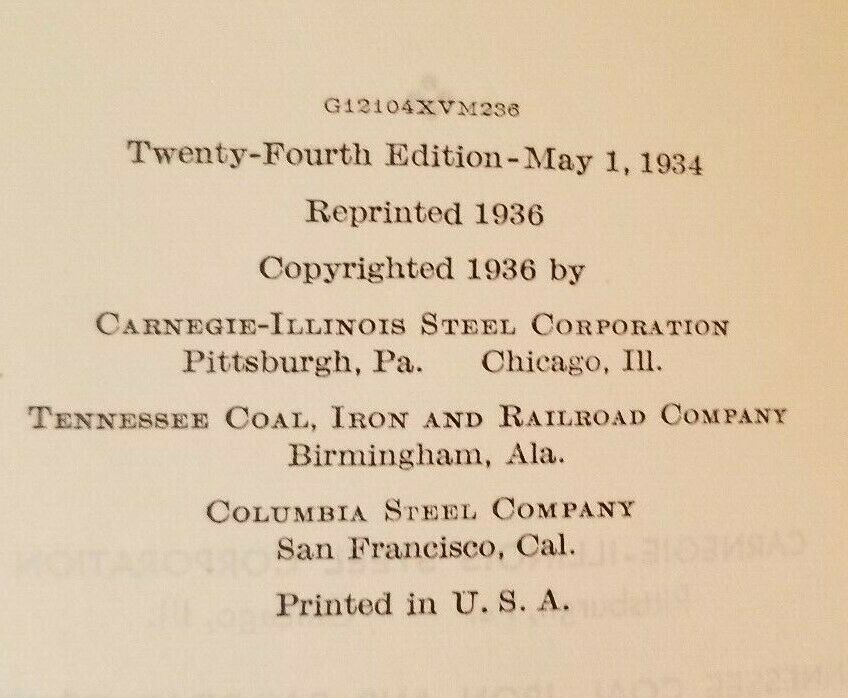 G12104XVM236
Twenty-Fourth Edition-May 1, 1934
Reprinted 1936
Copyrighted 1936 by
CARNEGIE-ILLINOIS STEEL CORPORATION
Pittsburgh, Pa. Chicago, Ill.
TENNESSEE COAL, IRON AND RAILROAD COMPANY
Birmingham, Ala.
COLUMBIA STEEL COMPANY
San Francisco, Cal.
Printed in U. S. A.